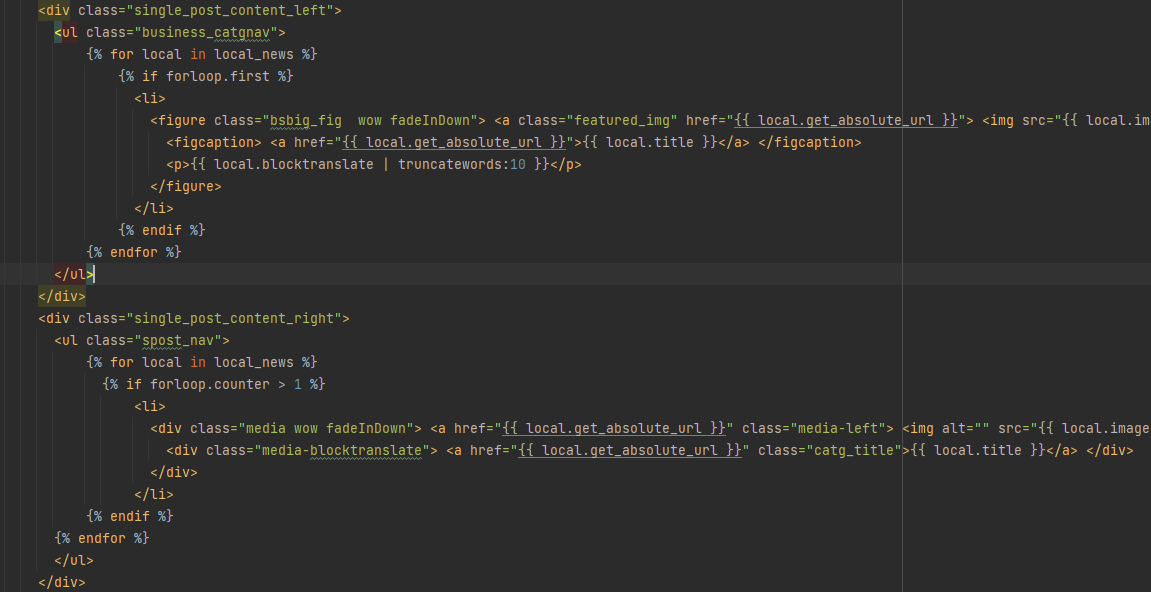 <div class="single_post_content_left">
<ul class="business_catgnav">
{% for local in local_news %}
{% if forloop.first %}
<li>
<figure class="bsbig_fig  wow fadeInDown"> <a class="featured_img" href="{{ local.get_absolute_url }}"> <img src="{{ local.im
<figcaption> <a href="{{ local.get_absolute_url }}">{{ local.title }}</a> </figcaption>
<p>{{ local.blocktranslate | truncatewords:10 }}</p>
</figure>
</li>
{% endif %}
{% endfor %}
</ul>
</div>
<div class="single_post_content_right">
<ul class="spost_nav">
{% for local in local_news %}
{% if forloop.counter > 1 %}
<li>
<div class="media wow fadeInDown"> <a href="{{ local.get_absolute_url }}" class="media-left"> <img alt="" src="{{ local.image
<div class="media-blocktranslate"> <a href="{{ local.get_absolute_url }}" class="catg_title">{{ local.title }}</a> </div>
</div>
</li>
{% endif %}
{% endfor %}
</ul>
</div>